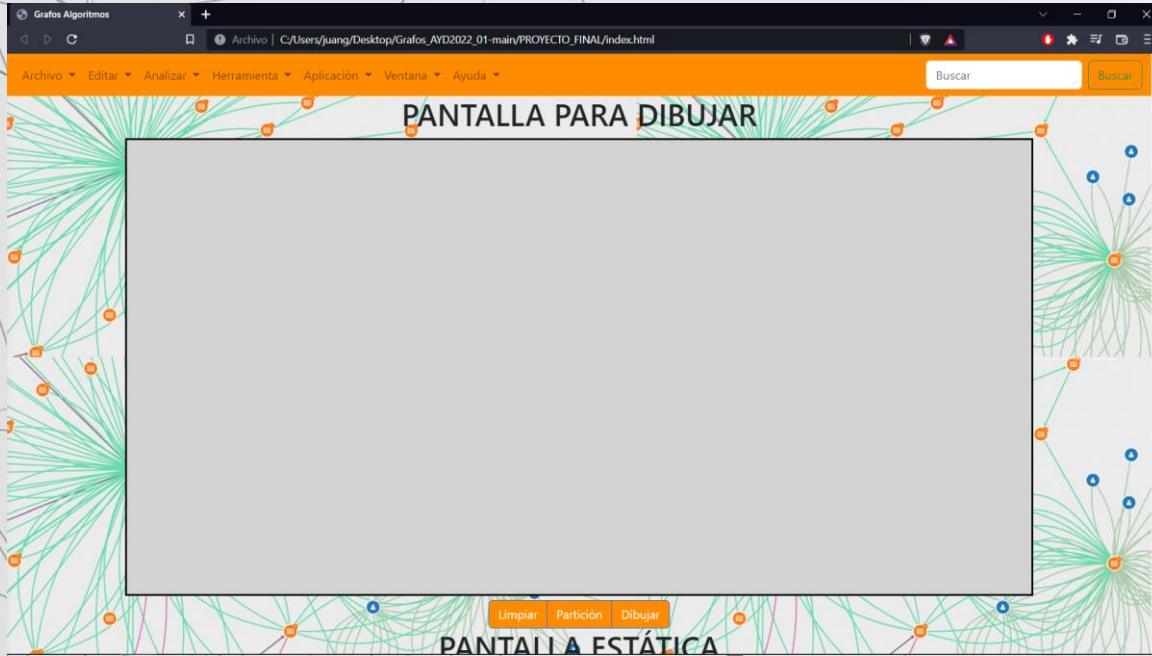 Grafos Algoritmos
Archivo | C:/Users/juang/Desktop/Grafos_AYD2022_01-main/PROYECTO_FINAL/index.html
Archivo Editar Analizar Herramienta Aplicación Ventana Ayuda Buscar Buscar
PANTALLA PARA DIBUJAR
Limpiar Partición Dibujar
PANTALLA ESTÁTICA